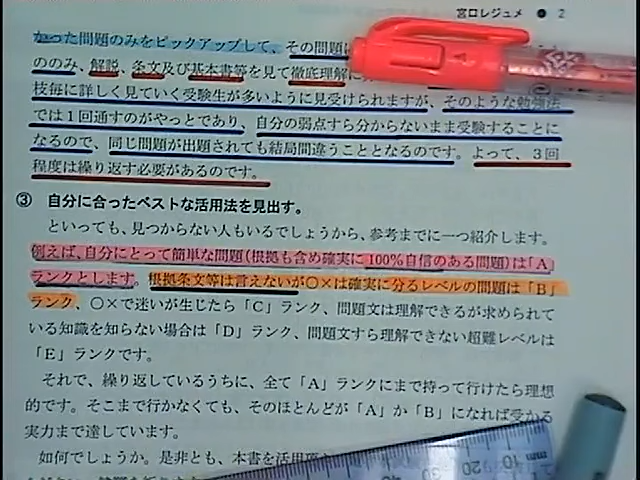 宮口レジュメ ● 2
かった問題のみをピックアップして、その問題
ののみ、解説、条文及び基本書等を見て徹底理解に
枝毎に詳しく見ていく受験生が多いように見受けられますが、そのような勉強法
では1回通すのがやっとであり、自分の弱点すら分からないまま受験することに
なるので、同じ問題が出題されても結局間違うこととなるのです。よって、3回
程度は繰り返す必要があるのです。
③ 自分に合ったベストな活用法を見出す。
といっても、見つからない人もいるでしょうから、参考までに一つ紹介します。
例えば、自分にとって簡単な問題(根拠も含め確実に100%自信のある問題)は「A」
ランクとします。根拠条文等は言えないが○×は確実に分るレベルの問題は「B」
ランク、○×で迷いが生じたら「C」ランク、問題文は理解できるが求められて
いる知識を知らない場合は「D」ランク、問題文すら理解できない超難レベルは
「E」ランクです。
それで、繰り返しているうちに、全て「A」ランクにまで持って行けたら理想
的です。そこまで行かなくても、そのほとんどが「A」か「B」になれば受かる
実力まで達しています。
如何でしょうか。是非とも、本書を活用
40 30 20 10 mm